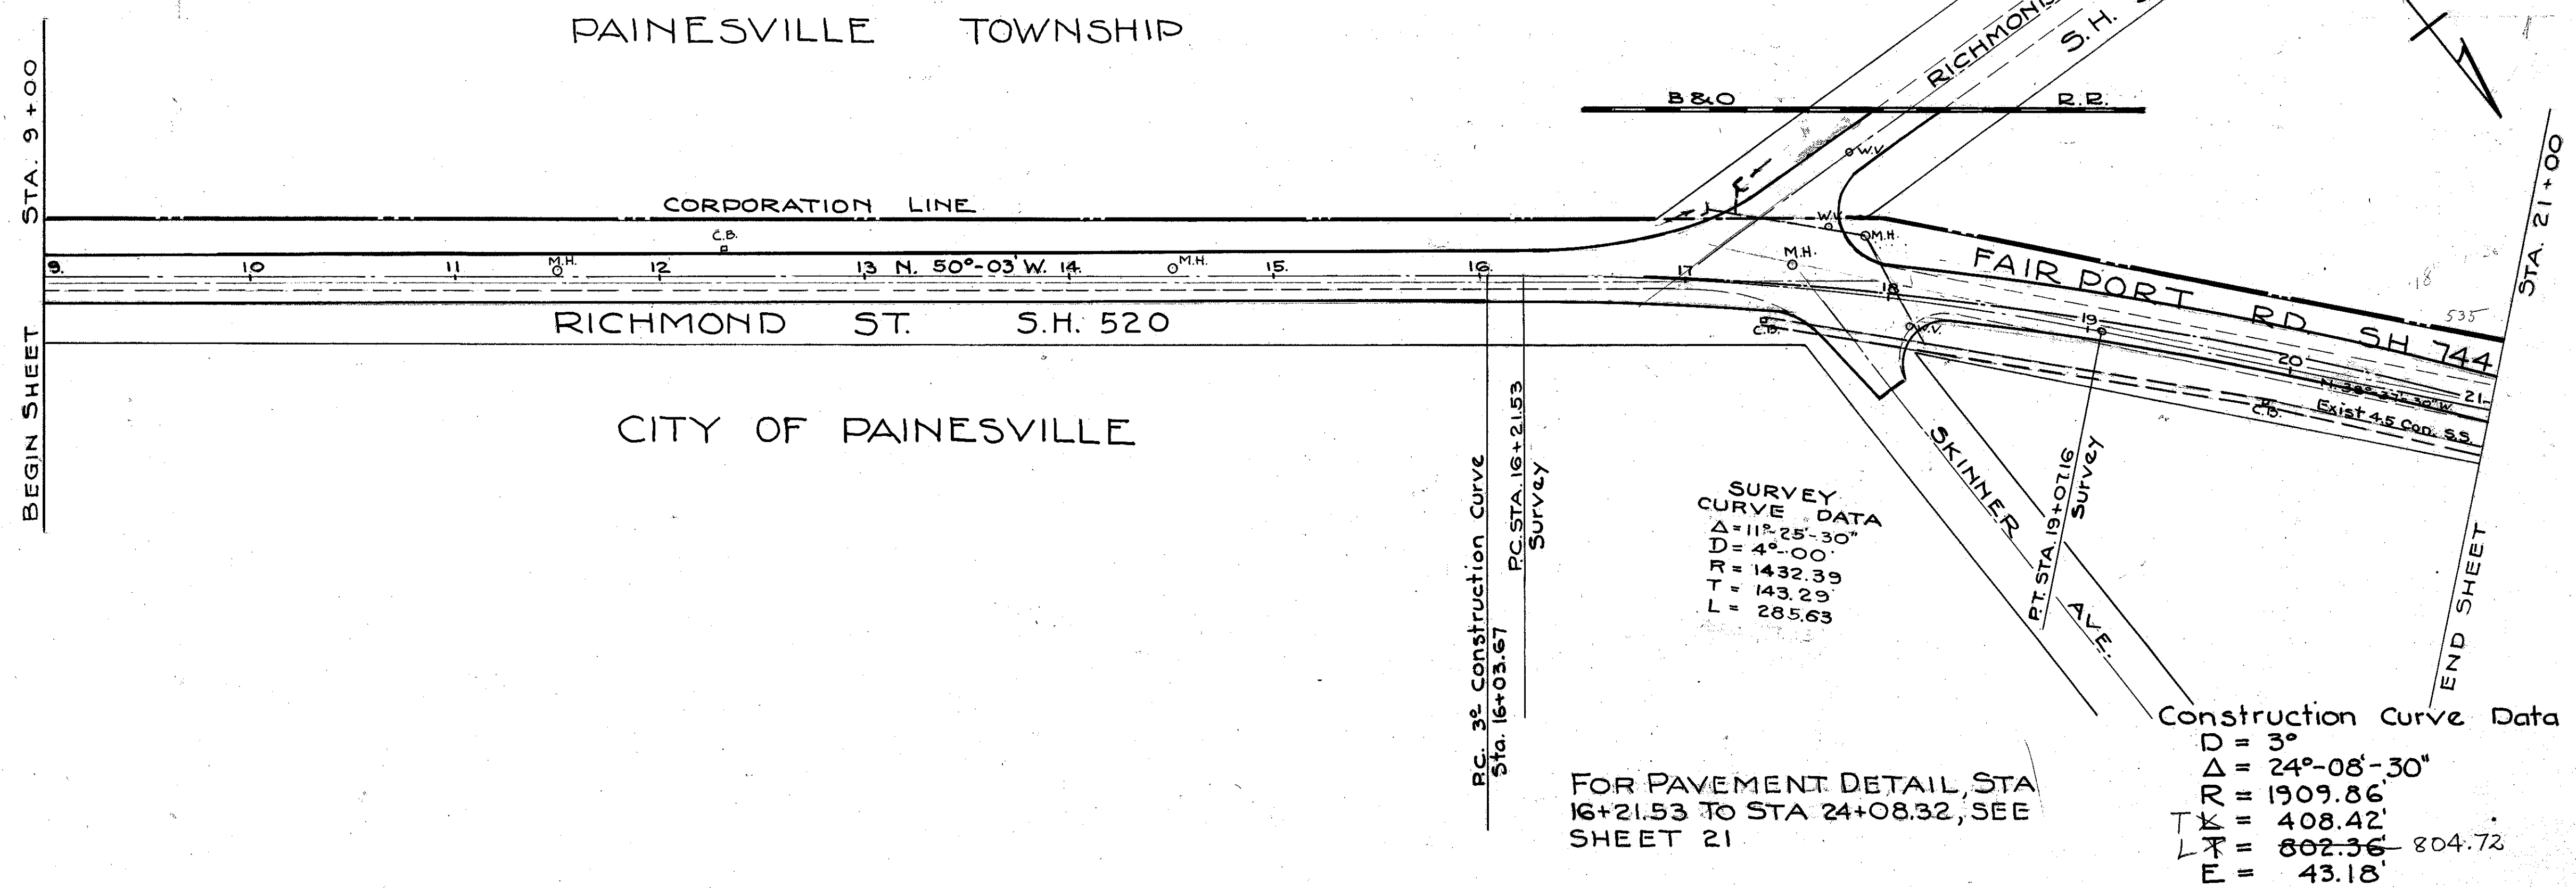 PAINESVILLE TOWNSHIP
RICHMOND
S.H.
B & O R.R.
BEGIN SHEET STA. 9+00
CORPORATION LINE
C.B.
W.V.
W.V.
M.H.
M.H.
M.H.
M.H.
9. 10 11 12 13 N. 50°-03' W. 14. 15. 16. 17 18 19 20 21
FAIRPORT RD. SH 744
18
535
STA. 21+00
END SHEET
RICHMOND ST. S.H. 520
C.B.
W.V.
C.B.
Exist 4.5 Con. S.S.
CITY OF PAINESVILLE
P.C. 3° Construction Curve
Sta. 16+03.67
P.C. STA. 16+21.53
Survey
SURVEY
CURVE DATA
Δ = 11°-25'-30"
D = 4°-00'
R = 1432.39
T = 143.29'
L = 285.63
SKINNER AVE.
P.T. STA. 19+07.16
Survey
FOR PAVEMENT DETAIL, STA
16+21.53 TO STA 24+08.32, SEE
SHEET 21
Construction Curve Data
D = 3°
Δ = 24°-08'-30"
R = 1909.86'
T L = 408.42'
L T = 802.36' 804.72
E = 43.18'